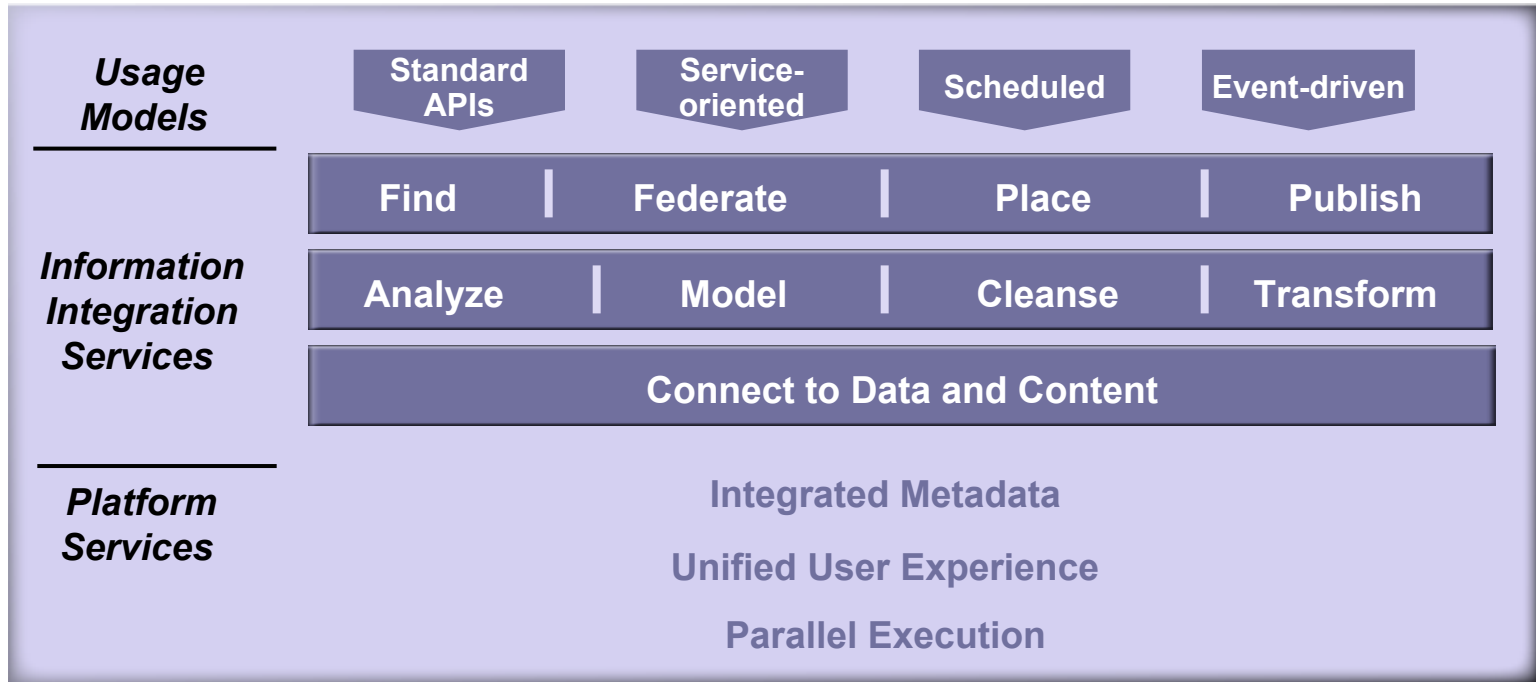 Usage
Models
Standard
APIs
Service-
oriented
Scheduled
Event-driven
Find
Federate
Place
Publish
Information
Integration
Services
Analyze
Model
Cleanse
Transform
Connect to Data and Content
Platform
Services
Integrated Metadata
Unified User Experience
Parallel Execution